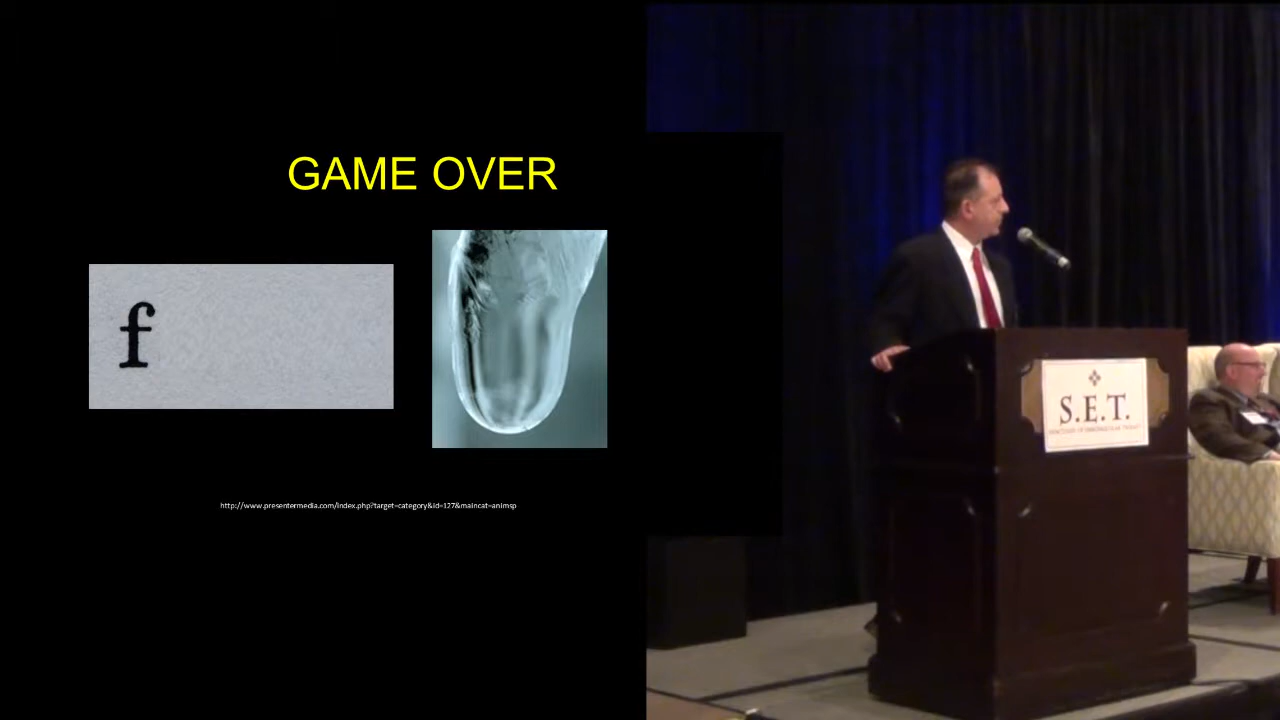 GAME OVER
f
http://www.presentermedia.com/index.php?target=category&id=127&maincat=animsp
S.E.T.